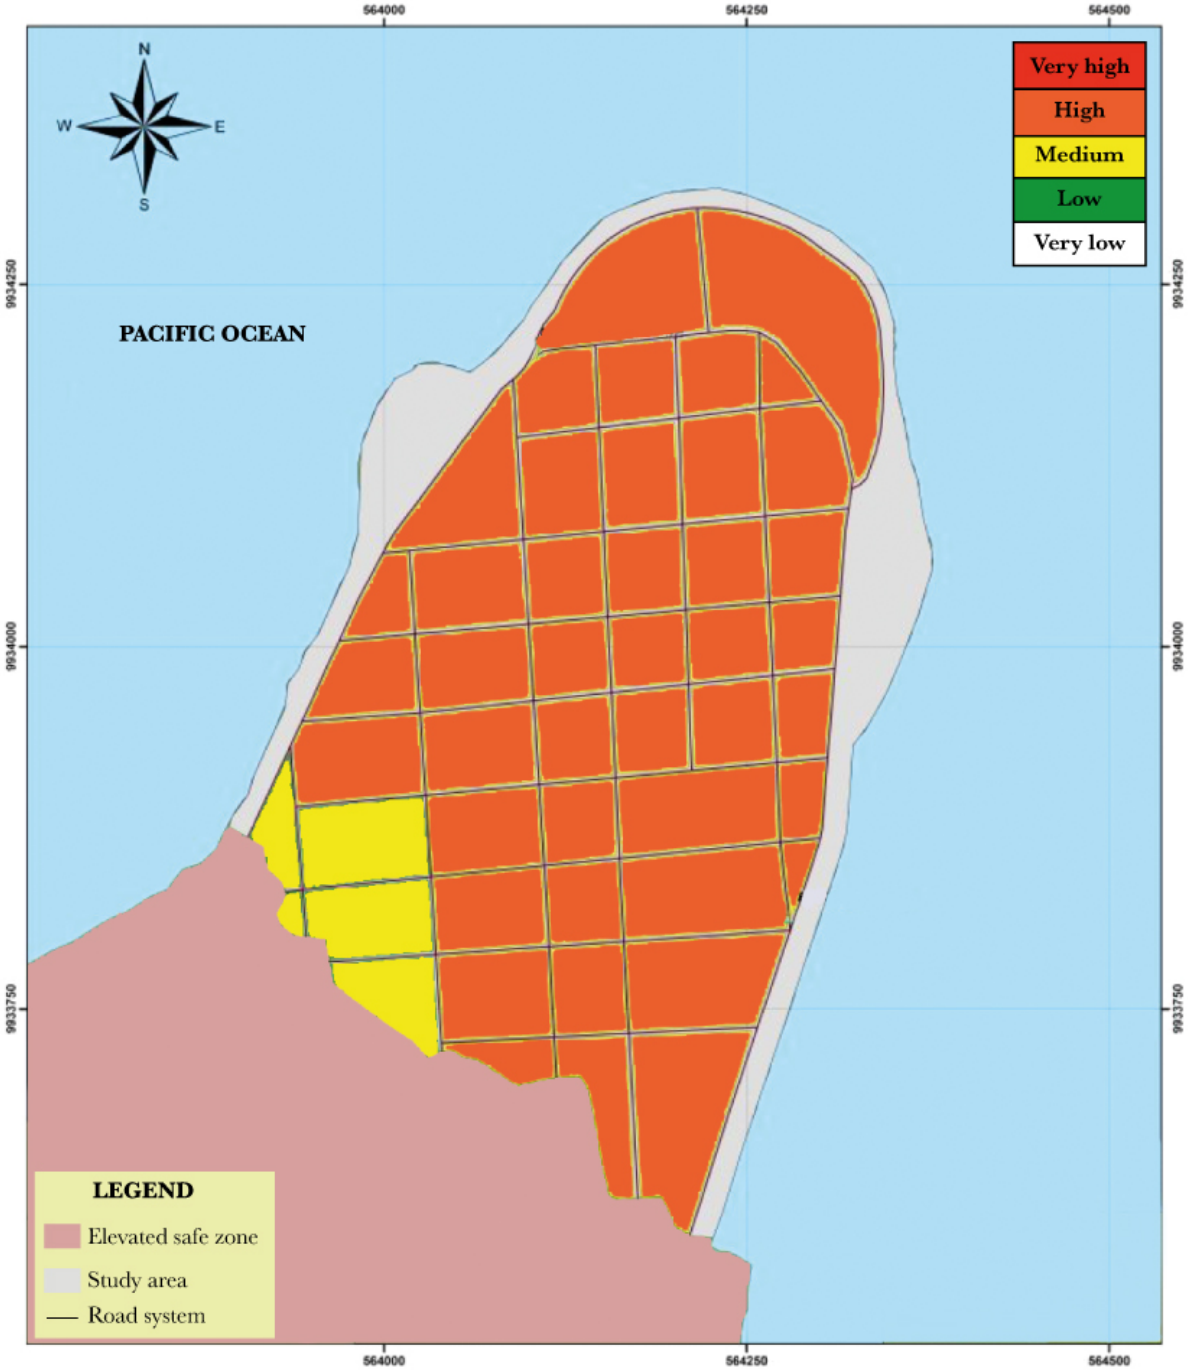 564000 564250 564500
N
W E
S
Very high
High
Medium
Low
Very low
9934250 9934250
PACIFIC OCEAN
9934000 9934000
9933750 9933750
LEGEND
Elevated safe zone
Study area
Road system
564000 564250 564500